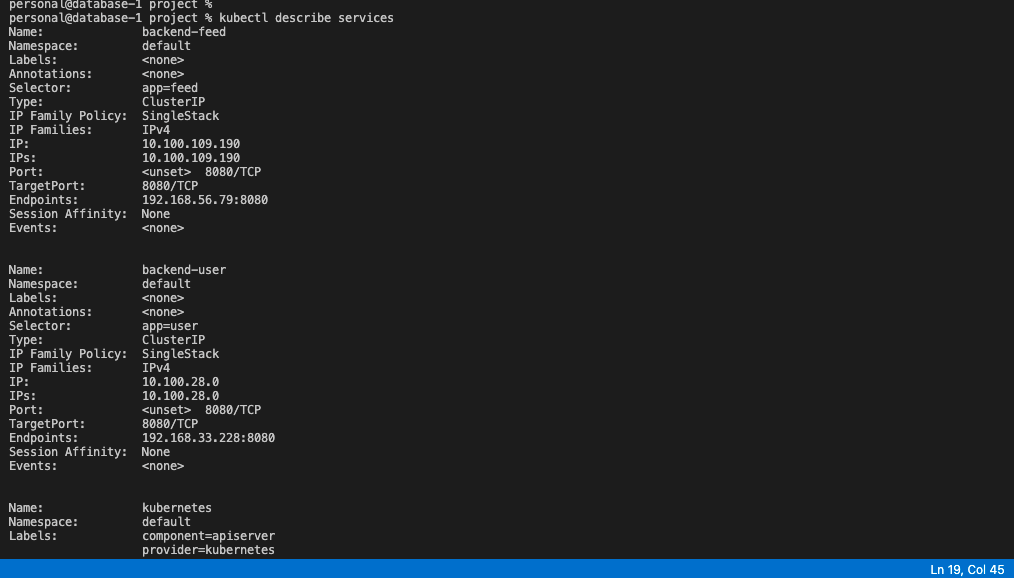 personal@database-1 project %
personal@database-1 project % kubectl describe services
Name:              backend-feed
Namespace:         default
Labels:            <none>
Annotations:       <none>
Selector:          app=feed
Type:              ClusterIP
IP Family Policy:  SingleStack
IP Families:       IPv4
IP:                10.100.109.190
IPs:               10.100.109.190
Port:              <unset>  8080/TCP
TargetPort:        8080/TCP
Endpoints:         192.168.56.79:8080
Session Affinity:  None
Events:            <none>
Name:              backend-user
Namespace:         default
Labels:            <none>
Annotations:       <none>
Selector:          app=user
Type:              ClusterIP
IP Family Policy:  SingleStack
IP Families:       IPv4
IP:                10.100.28.0
IPs:               10.100.28.0
Port:              <unset>  8080/TCP
TargetPort:        8080/TCP
Endpoints:         192.168.33.228:8080
Session Affinity:  None
Events:            <none>
Name:              kubernetes
Namespace:         default
Labels:            component=apiserver
                   provider=kubernetes
Ln 19, Col 45